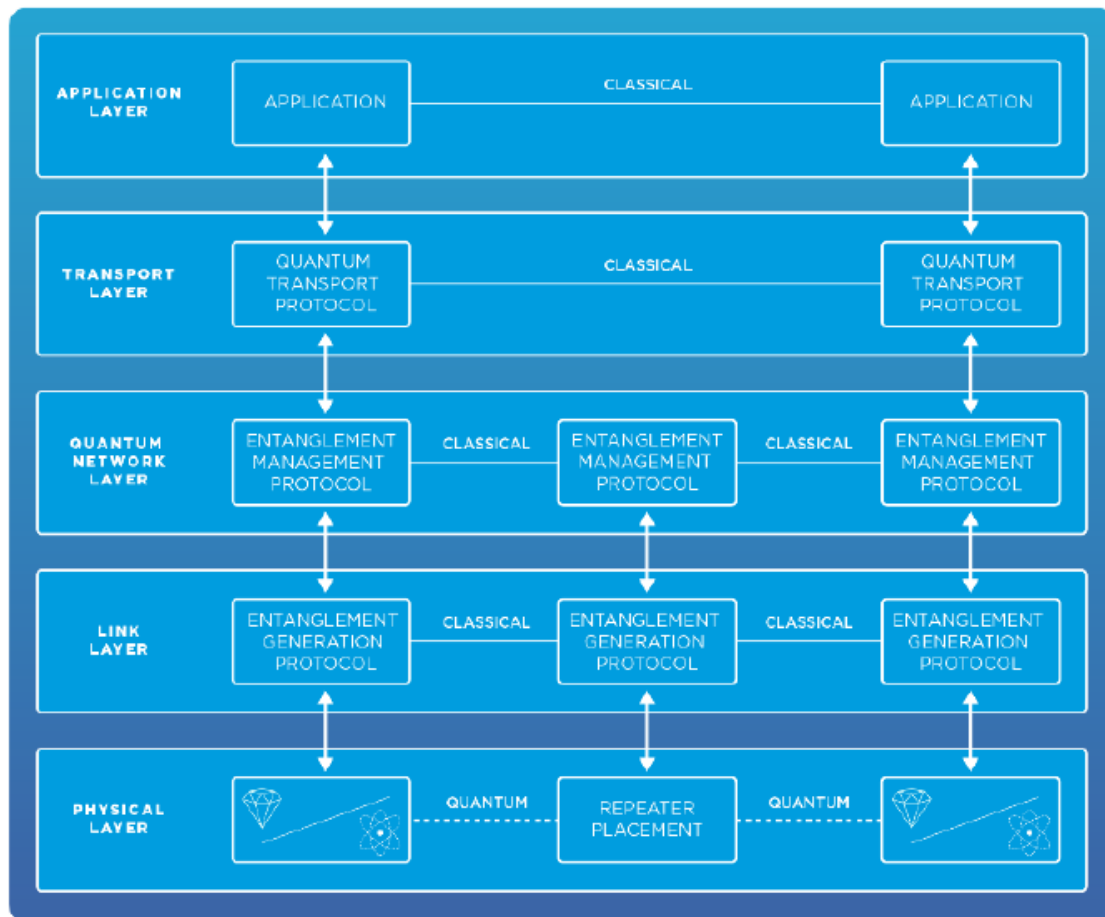 APPLICATION
LAYER
APPLICATION
CLASSICAL
APPLICATION
TRANSPORT
LAYER
QUANTUM
TRANSPORT
PROTOCOL
CLASSICAL
QUANTUM
TRANSPORT
PROTOCOL
QUANTUM
NETWORK
LAYER
ENTANGLEMENT
MANAGEMENT
PROTOCOL
CLASSICAL
ENTANGLEMENT
MANAGEMENT
PROTOCOL
CLASSICAL
ENTANGLEMENT
MANAGEMENT
PROTOCOL
LINK
LAYER
ENTANGLEMENT
GENERATION
PROTOCOL
CLASSICAL
ENTANGLEMENT
GENERATION
PROTOCOL
CLASSICAL
ENTANGLEMENT
GENERATION
PROTOCOL
PHYSICAL
LAYER
QUANTUM
REPEATER
PLACEMENT
QUANTUM